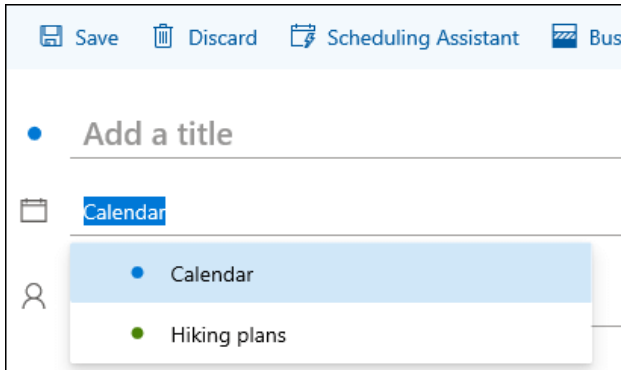 Save Discard Scheduling Assistant Bus
Add a title
Calendar
Calendar
Hiking plans